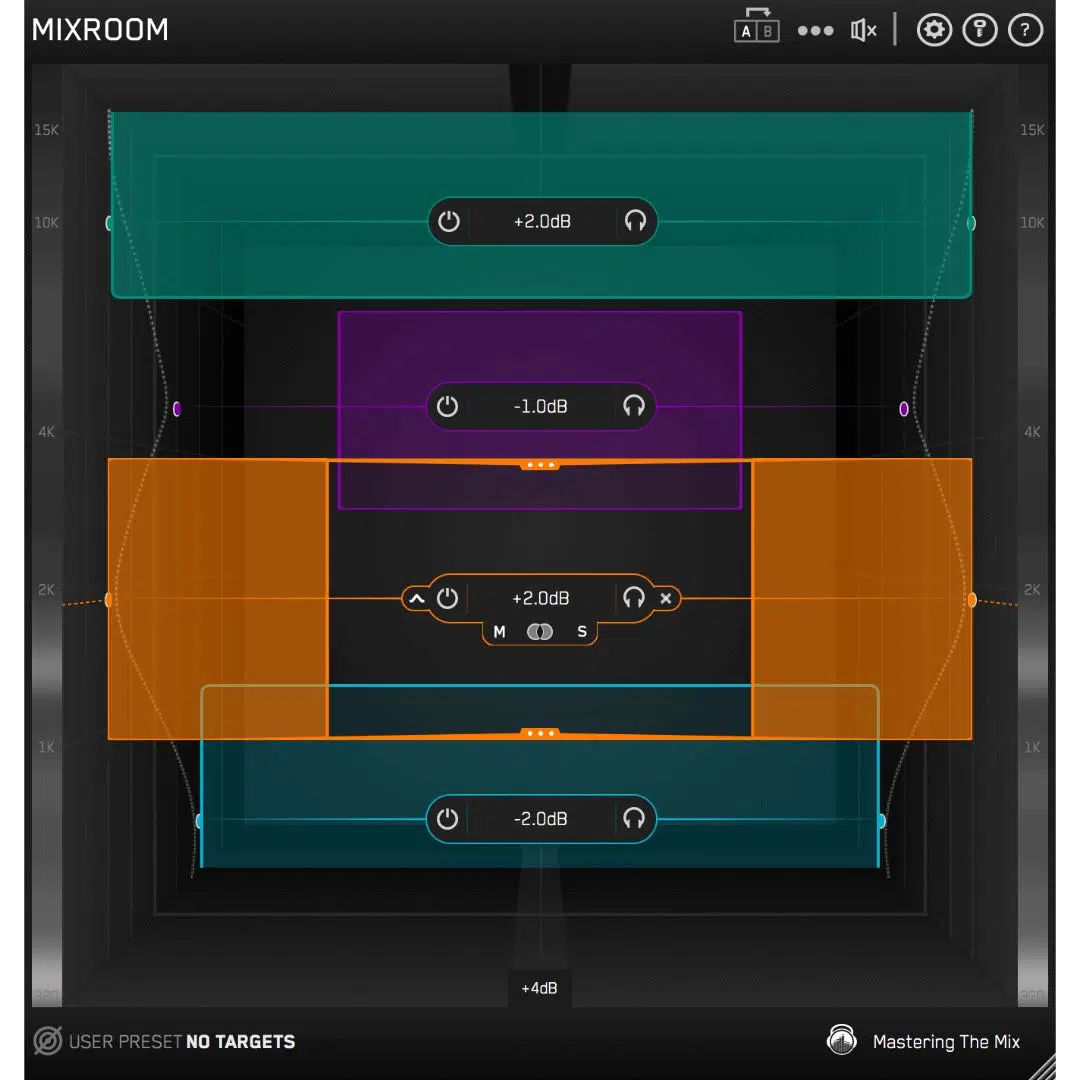 MIXROOM
A B
?
15K 15K
10K +2.0dB 10K
-1.0dB
4K 4K
2K +2.0dB 2K
M S
1K 1K
-2.0dB
+4dB
USER PRESET NO TARGETS Mastering The Mix